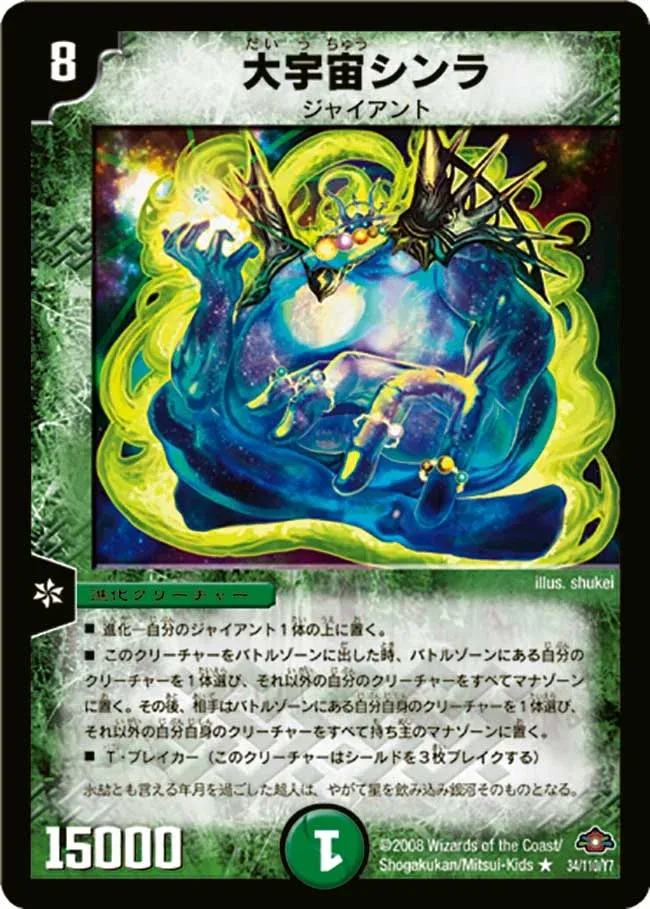 8
だいうちゅう
大宇宙シンラ
ジャイアント
illus. shukei
進化クリーチャー
■ 進化―自分のジャイアント1体の上に置く。
■ このクリーチャーをバトルゾーンに出した時、バトルゾーンにある自分の
クリーチャーを1体選び、それ以外の自分のクリーチャーをすべてマナゾーン
に置く。その後、相手はバトルゾーンにある自分自身のクリーチャーを1体選び、
それ以外の自分自身のクリーチャーをすべて持ち主のマナゾーンに置く。
■ T・ブレイカー(このクリーチャーはシールドを3枚ブレイクする)
永劫とも言える年月を過ごした超人は、やがて星を飲み込み銀河そのものとなる。
15000
1
©2008 Wizards of the Coast/
Shogakukan/Mitsui-Kids ★ 34/110/Y7